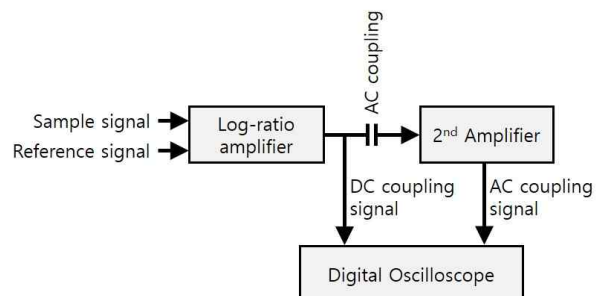 AC coupling
Sample signal
Reference signal
Log-ratio
amplifier
2nd Amplifier
DC coupling
signal
AC coupling
signal
Digital Oscilloscope